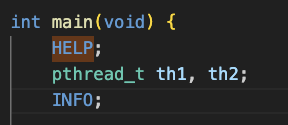 int main(void) {
HELP;
pthread_t th1, th2;
INFO;